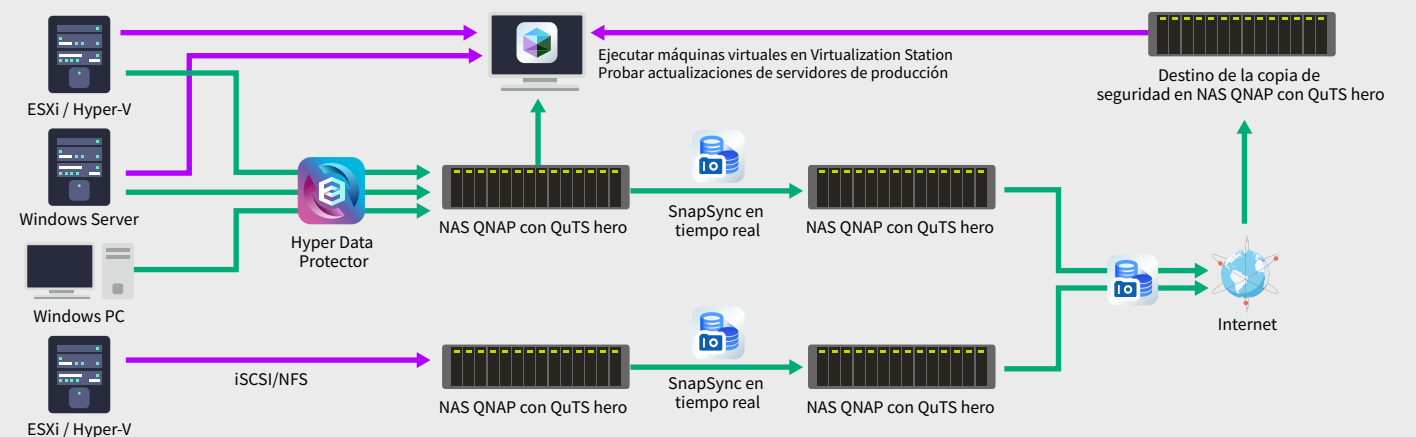 Ejecutar máquinas virtuales en Virtualization Station
Probar actualizaciones de servidores de producción
Destino de la copia de
seguridad en NAS QNAP con QuTS hero
ESXi / Hyper-V
Windows Server
Hyper Data
Protector
NAS QNAP con QuTS hero
SnapSync en
tiempo real
NAS QNAP con QuTS hero
Windows PC
Internet
iSCSI/NFS
ESXi / Hyper-V
NAS QNAP con QuTS hero
SnapSync en
tiempo real
NAS QNAP con QuTS hero